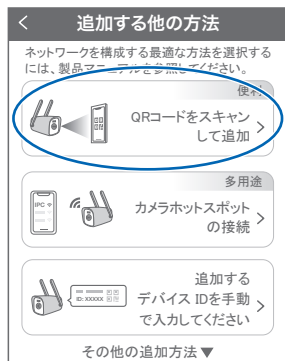 追加する他の方法
ネットワークを構成する最適な方法を選択する
には、製品マニュアルを参照してください。
便利
QRコードをスキャン
して追加
多用途
IPC
カメラホットスポット
の接続
ID: XXXXX
追加する
デバイス IDを手動
で入力してください
その他の追加方法▼